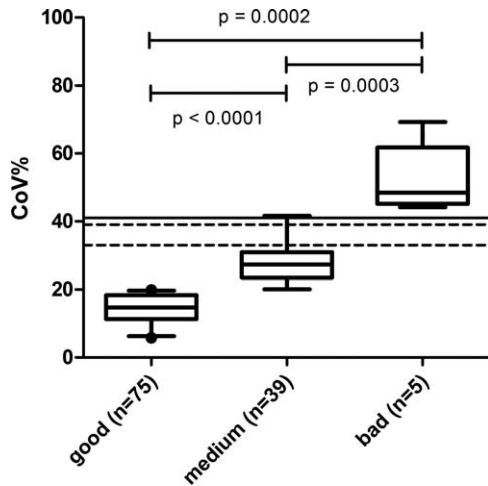 100
80
60
40
20
0
CoV%
p = 0.0002
p = 0.0003
p < 0.0001
good (n=75)
medium (n=39)
bad (n=5)